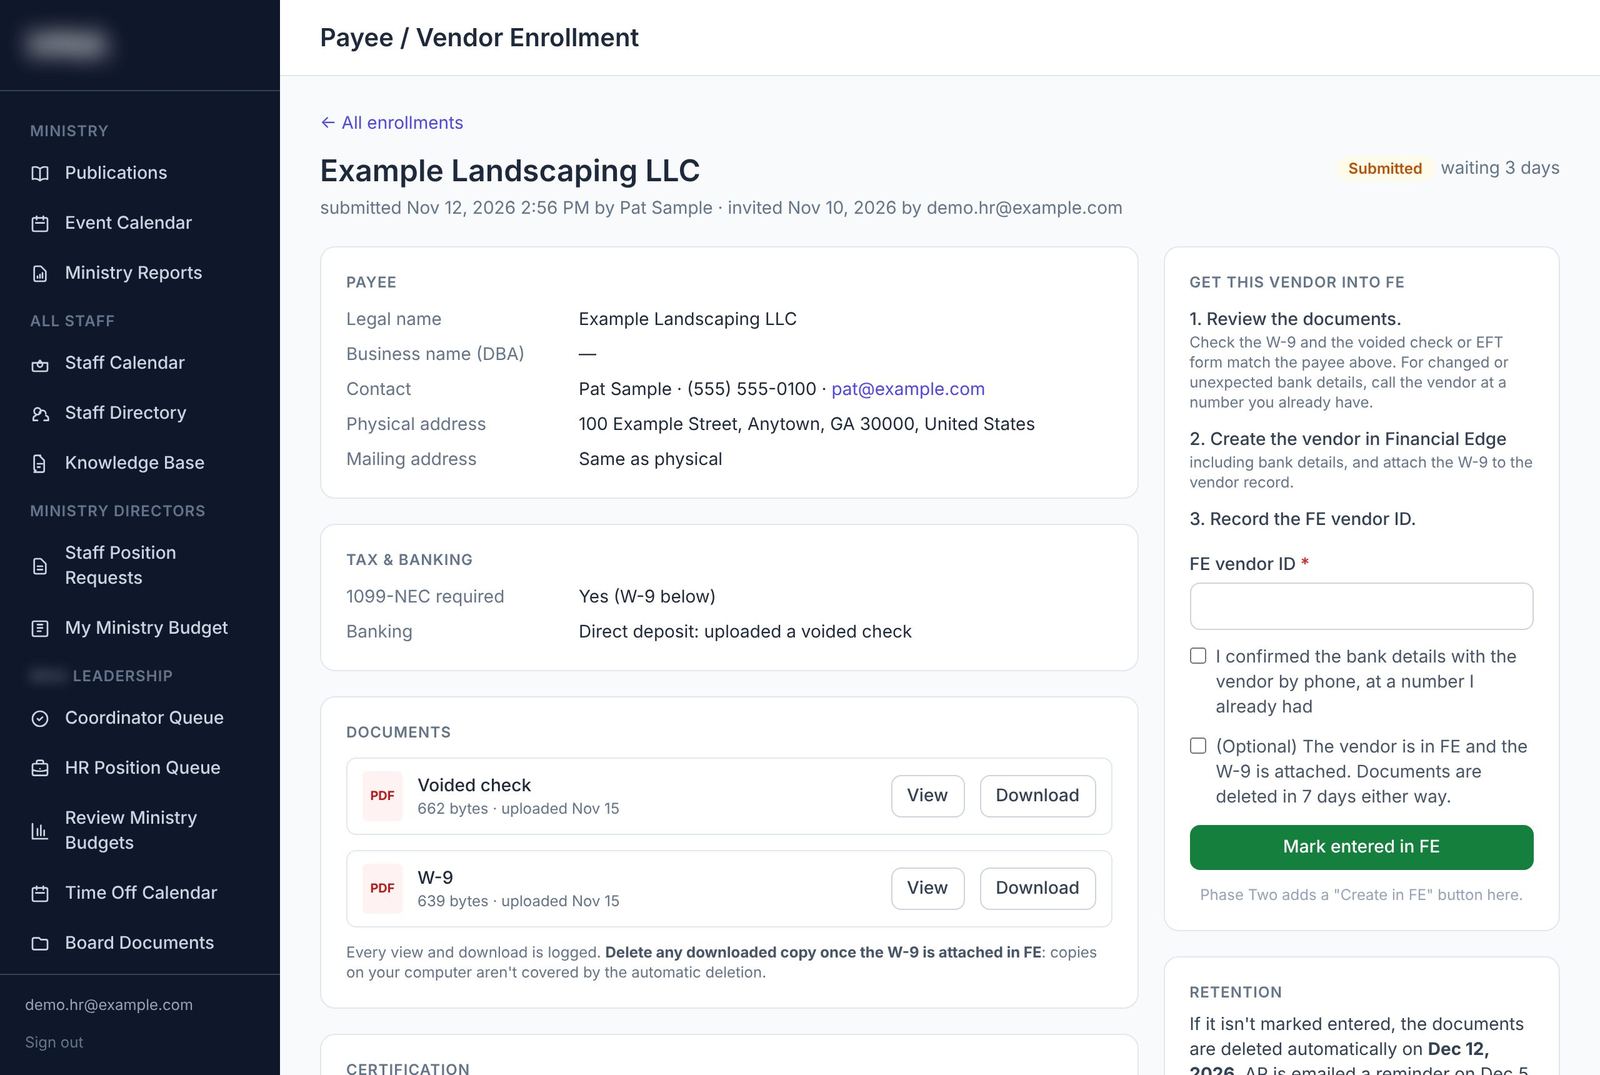 MINISTRY
Publications
Event Calendar
Ministry Reports
ALL STAFF
Staff Calendar
Staff Directory
Knowledge Base
MINISTRY DIRECTORS
Staff Position
Requests
My Ministry Budget
LEADERSHIP
Coordinator Queue
HR Position Queue
Review Ministry
Budgets
Time Off Calendar
Board Documents
demo.hr@example.com
Sign out
Payee / Vendor Enrollment
← All enrollments
Example Landscaping LLC
Submitted waiting 3 days
submitted Nov 12, 2026 2:56 PM by Pat Sample · invited Nov 10, 2026 by demo.hr@example.com
PAYEE
Legal name Example Landscaping LLC
Business name (DBA) —
Contact Pat Sample · (555) 555-0100 · pat@example.com
Physical address 100 Example Street, Anytown, GA 30000, United States
Mailing address Same as physical
TAX & BANKING
1099-NEC required Yes (W-9 below)
Banking Direct deposit: uploaded a voided check
DOCUMENTS
PDF Voided check View Download
662 bytes · uploaded Nov 15
PDF W-9 View Download
639 bytes · uploaded Nov 15
Every view and download is logged. Delete any downloaded copy once the W-9 is attached in FE: copies
on your computer aren't covered by the automatic deletion.
CERTIFICATION
GET THIS VENDOR INTO FE
1. Review the documents.
Check the W-9 and the voided check or EFT
form match the payee above. For changed or
unexpected bank details, call the vendor at a
number you already have.
2. Create the vendor in Financial Edge
including bank details, and attach the W-9 to the
vendor record.
3. Record the FE vendor ID.
FE vendor ID *
I confirmed the bank details with the
vendor by phone, at a number I
already had
(Optional) The vendor is in FE and the
W-9 is attached. Documents are
deleted in 7 days either way.
Mark entered in FE
Phase Two adds a "Create in FE" button here.
RETENTION
If it isn't marked entered, the documents
are deleted automatically on Dec 12,
2026. AP is emailed a reminder on Dec 5